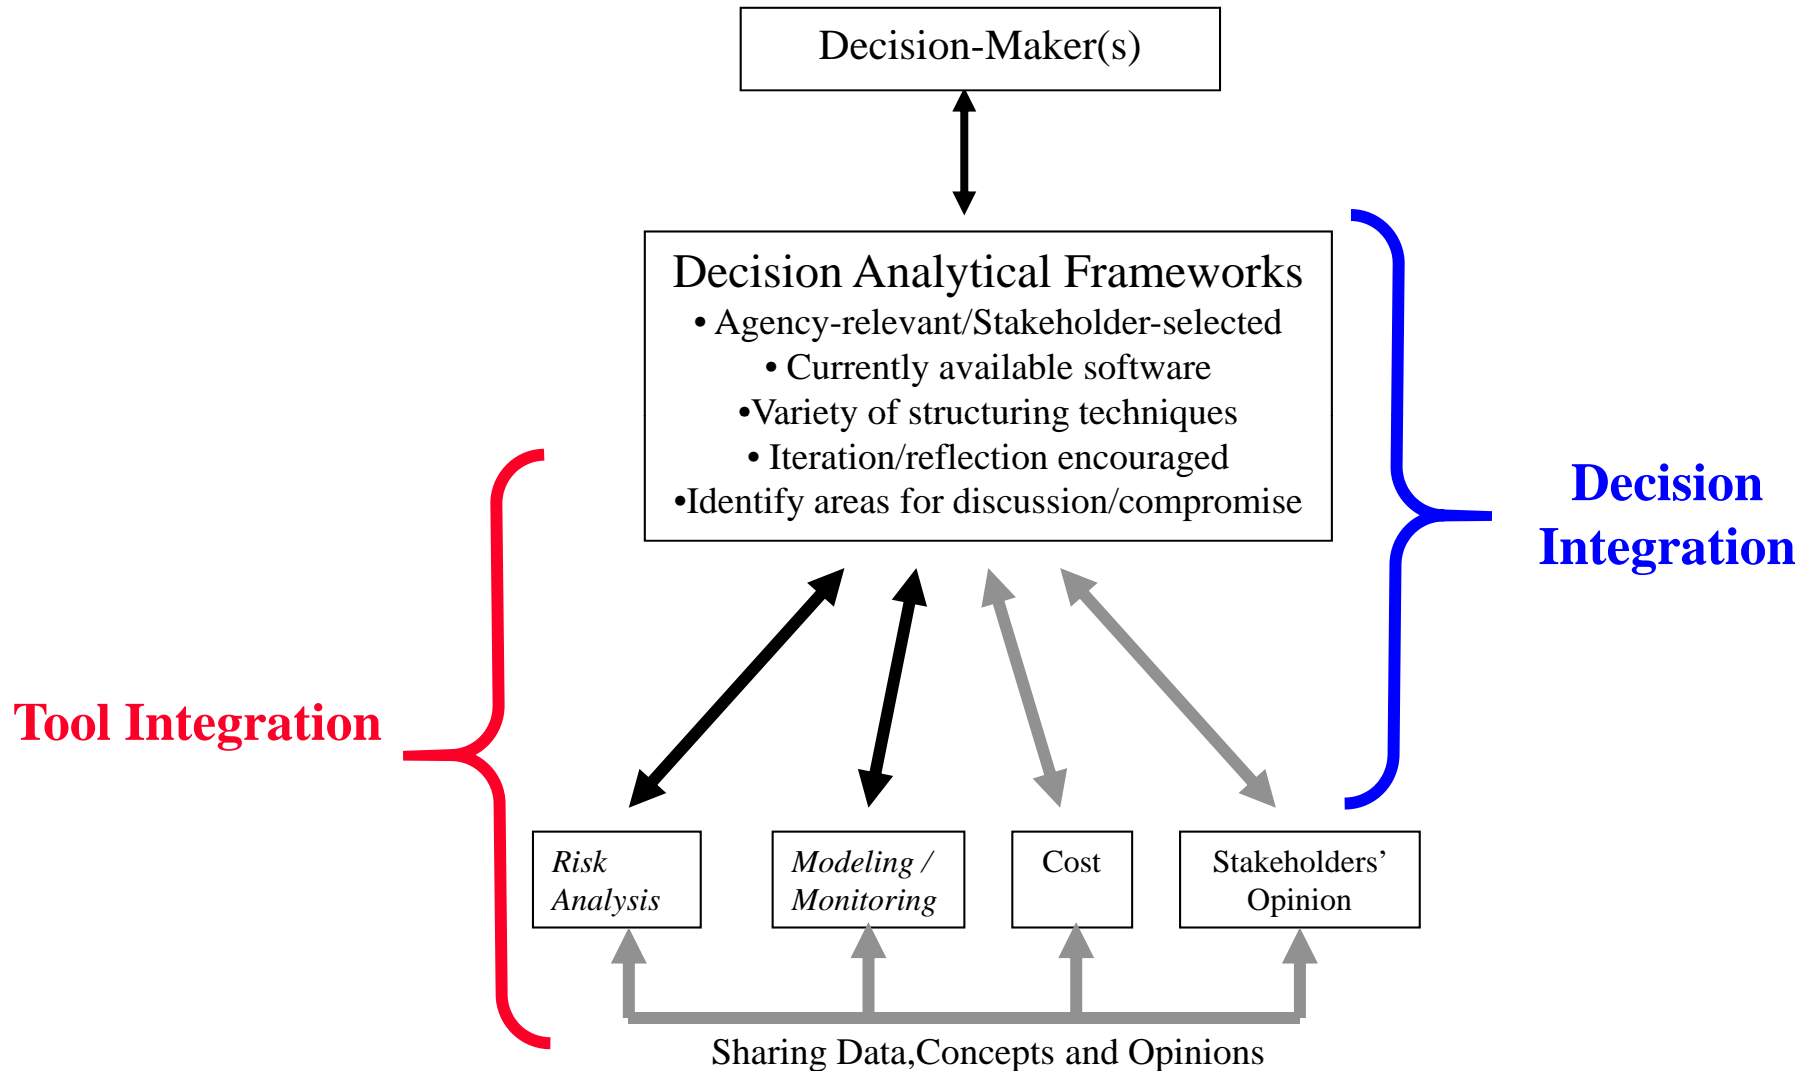 Decision-Maker(s)
Decision Analytical Frameworks
• Agency-relevant/Stakeholder-selected
• Currently available software
•Variety of structuring techniques
• Iteration/reflection encouraged
•Identify areas for discussion/compromise
Decision
Integration
Tool Integration
Risk
Analysis
Modeling /
Monitoring
Cost
Stakeholders’
Opinion
Sharing Data,Concepts and Opinions